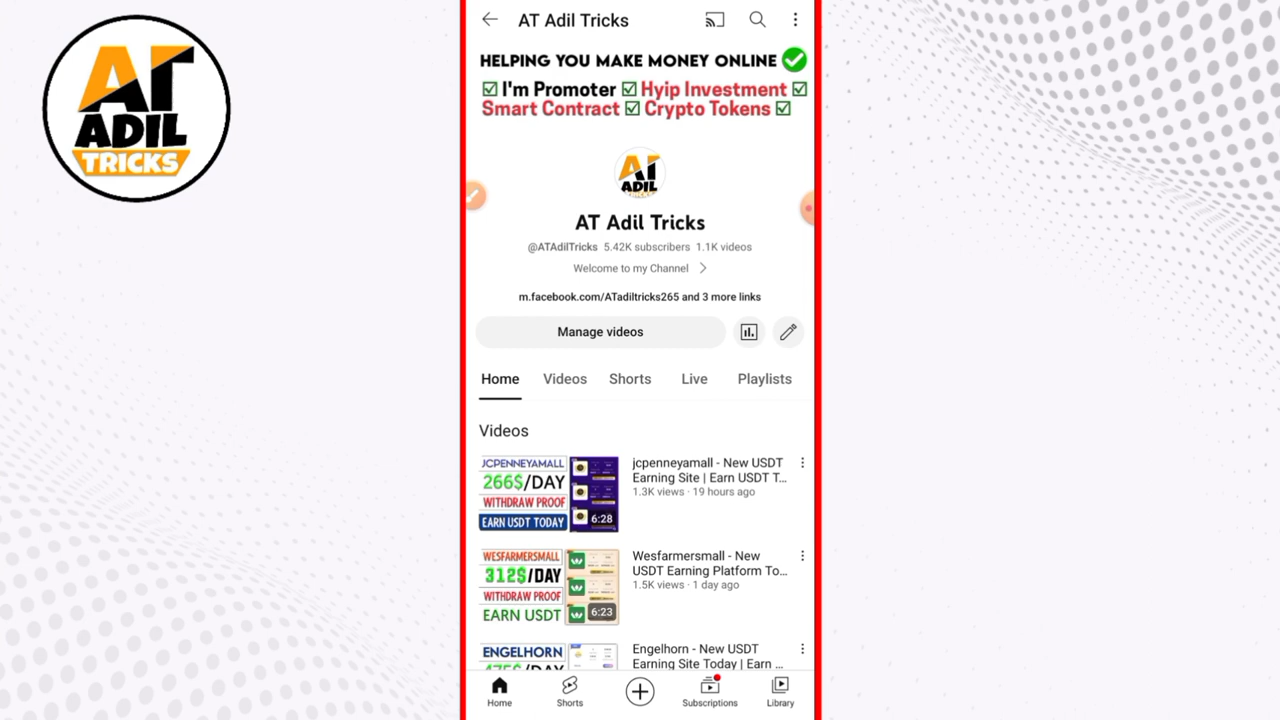 AT
ADIL
TRICKS
AT Adil Tricks
HELPING YOU MAKE MONEY ONLINE
I'm Promoter Hyip Investment
Smart Contract Crypto Tokens
AT
ADIL
TRICKS
AT Adil Tricks
@ATAdilTricks 5.42K subscribers 1.1K videos
Welcome to my Channel
m.facebook.com/ATadiltricks265 and 3 more links
Manage videos
Home Videos Shorts Live Playlists
Videos
JCPENNEYAMALL
266$/DAY
WITHDRAW PROOF
EARN USDT TODAY
6:28
jcpenneyamall - New USDT
Earning Site | Earn USDT T...
1.3K views · 19 hours ago
WESFARMERSMALL
312$/DAY
WITHDRAW PROOF
EARN USDT
6:23
Wesfarmersmall - New
USDT Earning Platform To...
1.5K views · 1 day ago
ENGELHORN
475$/DAY
Engelhorn - New USDT
Earning Site Today | Earn ...
Home Shorts Subscriptions Library